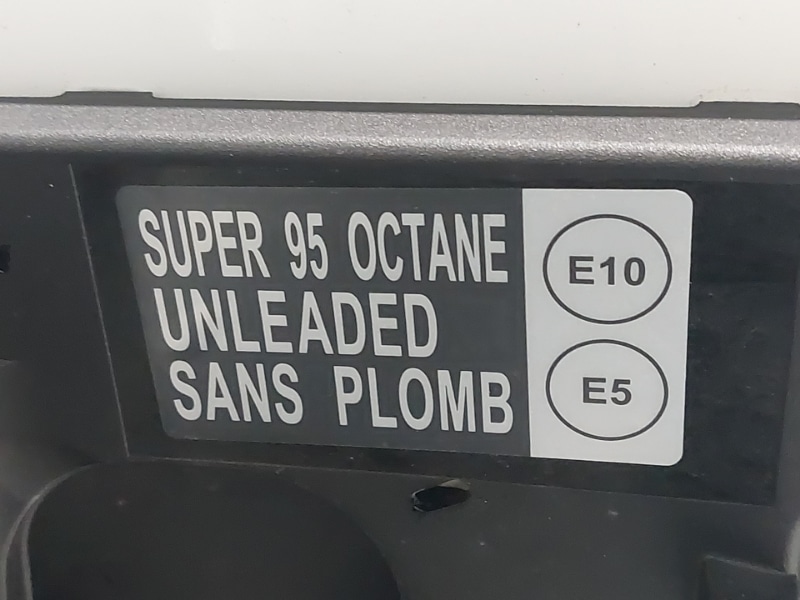 SUPER 95 OCTANE
UNLEADED
SANS PLOMB
E10
E5